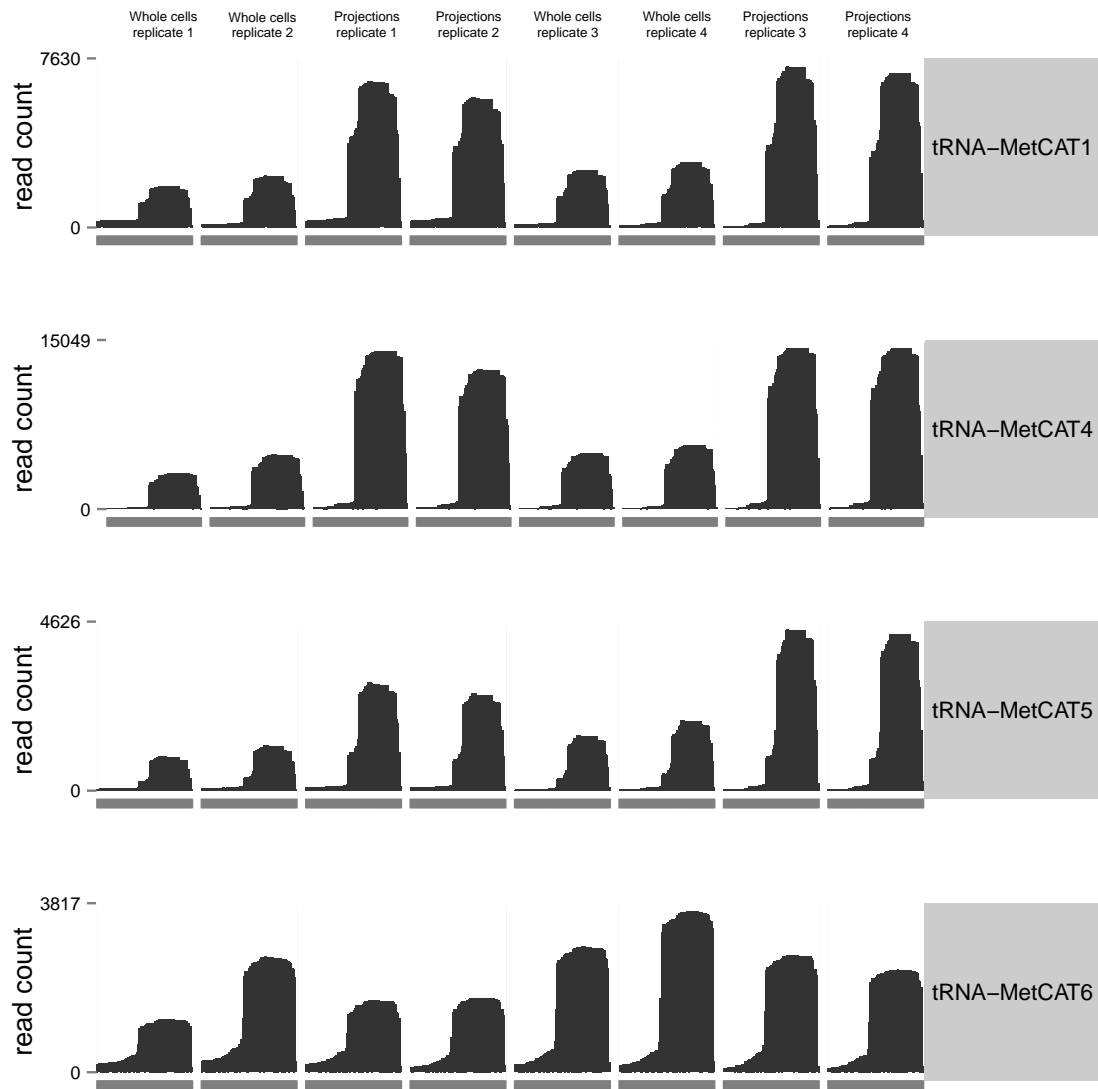 Whole cells
replicate 1
Whole cells
replicate 2
Projections
replicate 1
Projections
replicate 2
Whole cells
replicate 3
Whole cells
replicate 4
Projections
replicate 3
Projections
replicate 4
7630
read count
0
tRNA−MetCAT1
15049
read count
0
tRNA−MetCAT4
4626
read count
0
tRNA−MetCAT5
3817
read count
0
tRNA−MetCAT6